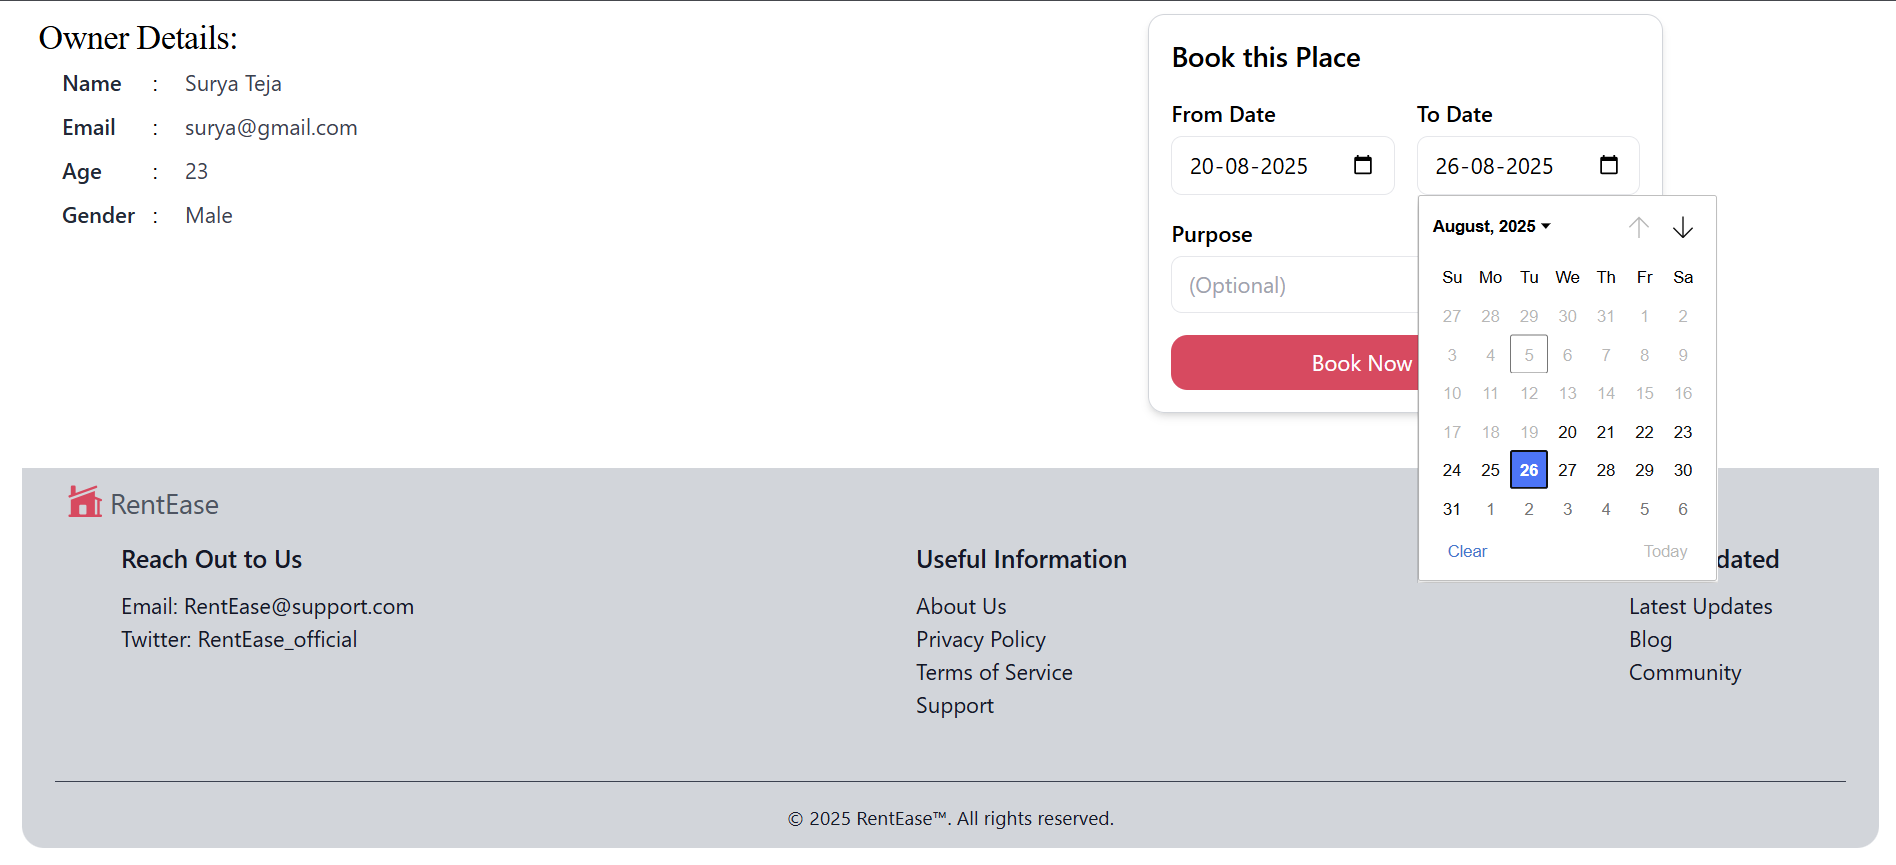 Owner Details:
Name : Surya Teja
Email : surya@gmail.com
Age : 23
Gender : Male
Book this Place
From Date To Date
20-08-2025 26-08-2025
Purpose
(Optional)
Book Now
August, 2025
Su Mo Tu We Th Fr Sa
27 28 29 30 31 1 2
3 4 5 6 7 8 9
10 11 12 13 14 15 16
17 18 19 20 21 22 23
24 25 26 27 28 29 30
31 1 2 3 4 5 6
Clear Today
RentEase
Reach Out to Us
Email: RentEase@support.com
Twitter: RentEase_official
Useful Information
About Us
Privacy Policy
Terms of Service
Support
dated
Latest Updates
Blog
Community
© 2025 RentEase™. All rights reserved.